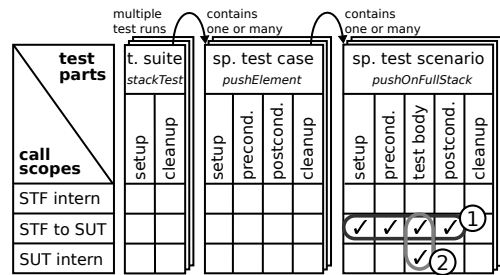 multiple
test runs
contains
one or many
contains
one or many
test
parts
call
scopes
t. suite
stackTest
sp. test case
pushElement
sp. test scenario
pushOnFullStack
setup
cleanup
setup
precond.
postcond.
cleanup
setup
precond.
test body
postcond.
cleanup
STF intern
STF to SUT
✓ ✓ ✓ ✓ 1
SUT intern
✓ 2